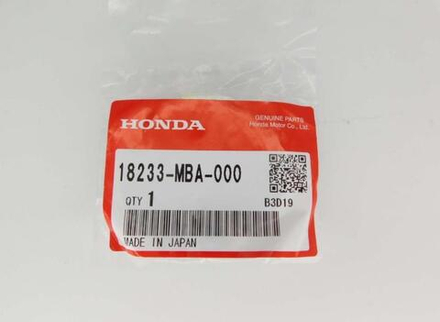 HONDA
GENUINE PARTS
Honda Motor Co., Ltd.
18233-MBA-000
QTY 1
B3D19
MADE IN JAPAN